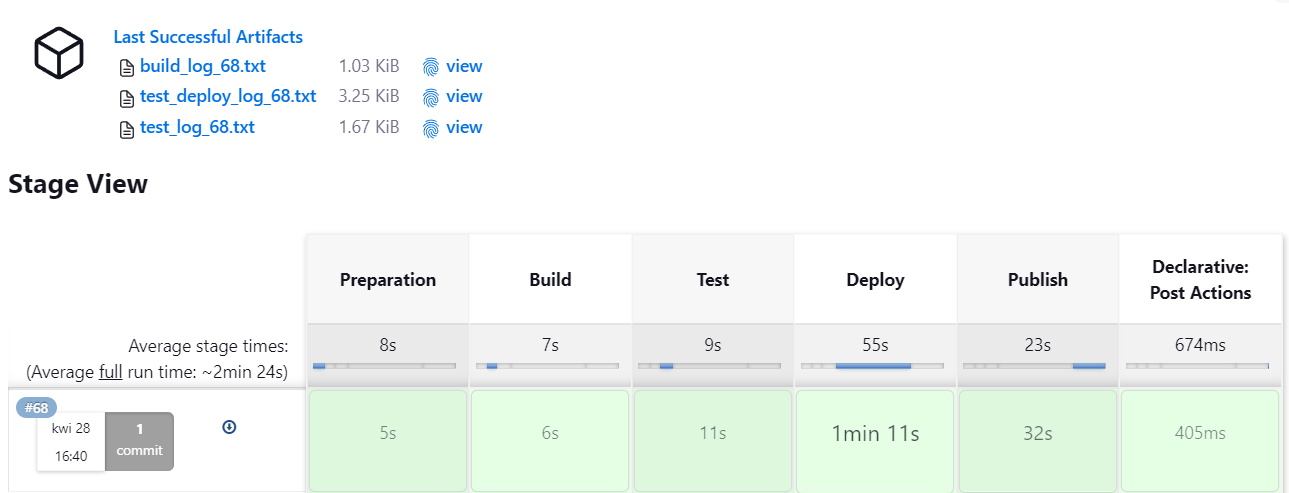 Last Successful Artifacts
build_log_68.txt 1.03 KiB view
test_deploy_log_68.txt 3.25 KiB view
test_log_68.txt 1.67 KiB view
Stage View
Preparation Build Test Deploy Publish Declarative: Post Actions
Average stage times: 8s 7s 9s 55s 23s 674ms
(Average full run time: ~2min 24s)
#68
kwi 28 1
16:40 commit
5s 6s 11s 1min 11s 32s 405ms